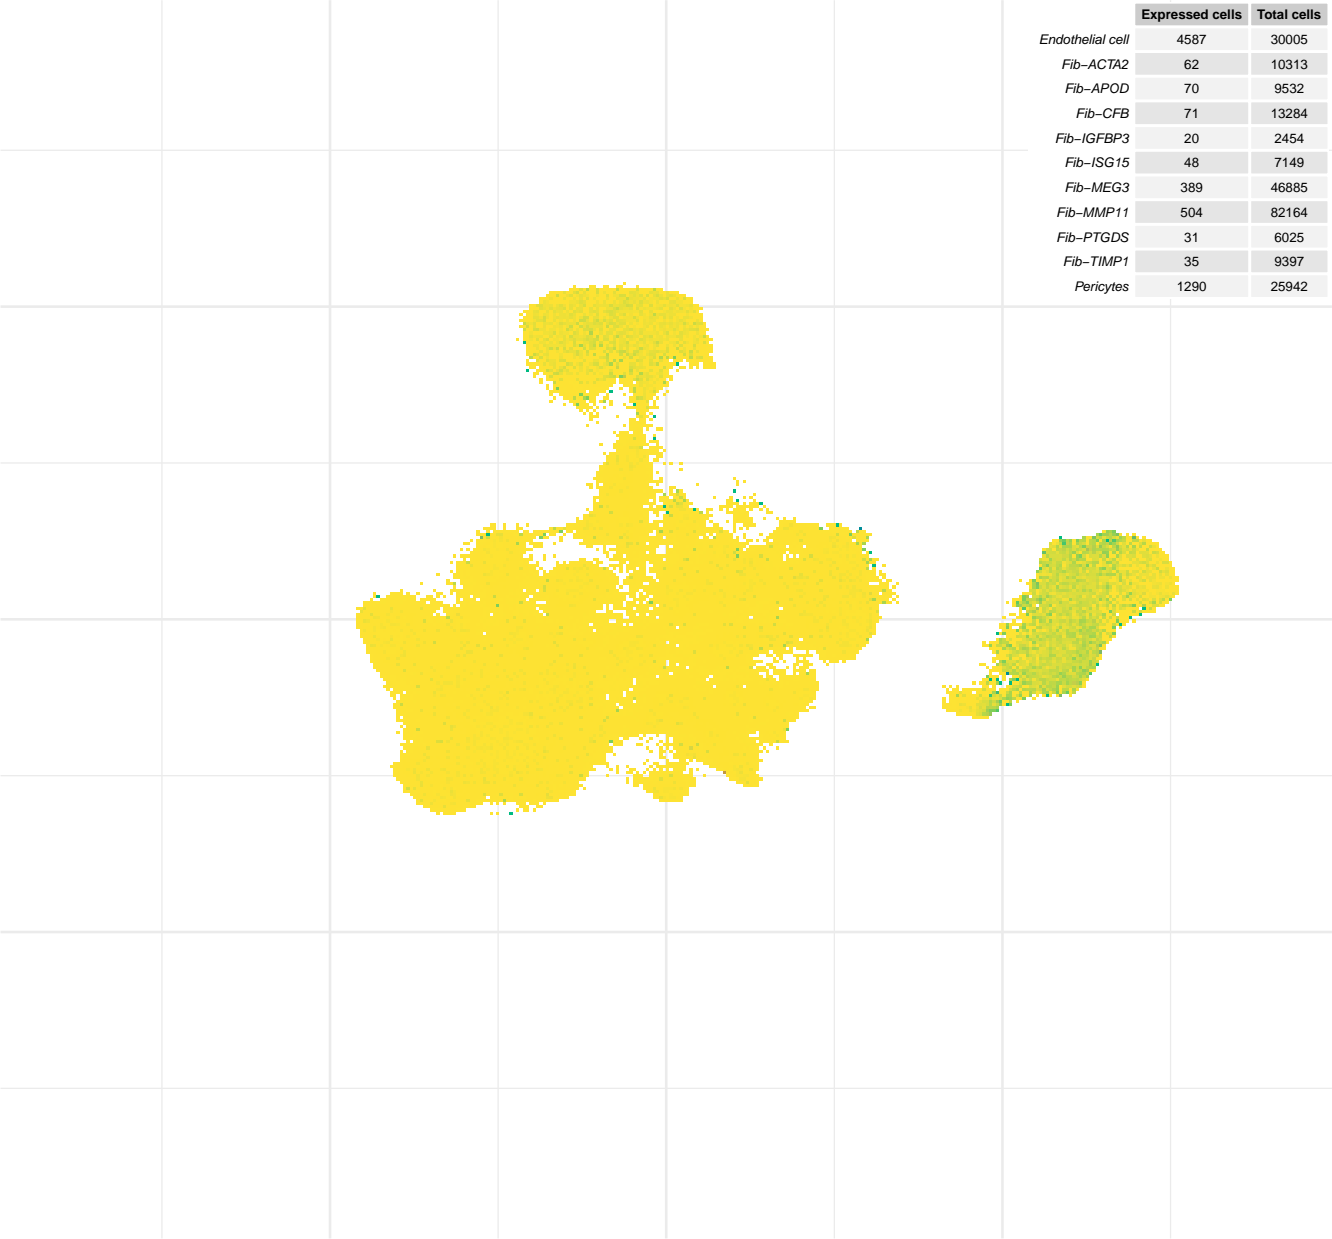 Expressed cells Total cells
Endothelial cell 4587 30005
Fib−ACTA2 62 10313
Fib−APOD 70 9532
Fib−CFB 71 13284
Fib−IGFBP3 20 2454
Fib−ISG15 48 7149
Fib−MEG3 389 46885
Fib−MMP11 504 82164
Fib−PTGDS 31 6025
Fib−TIMP1 35 9397
Pericytes 1290 25942